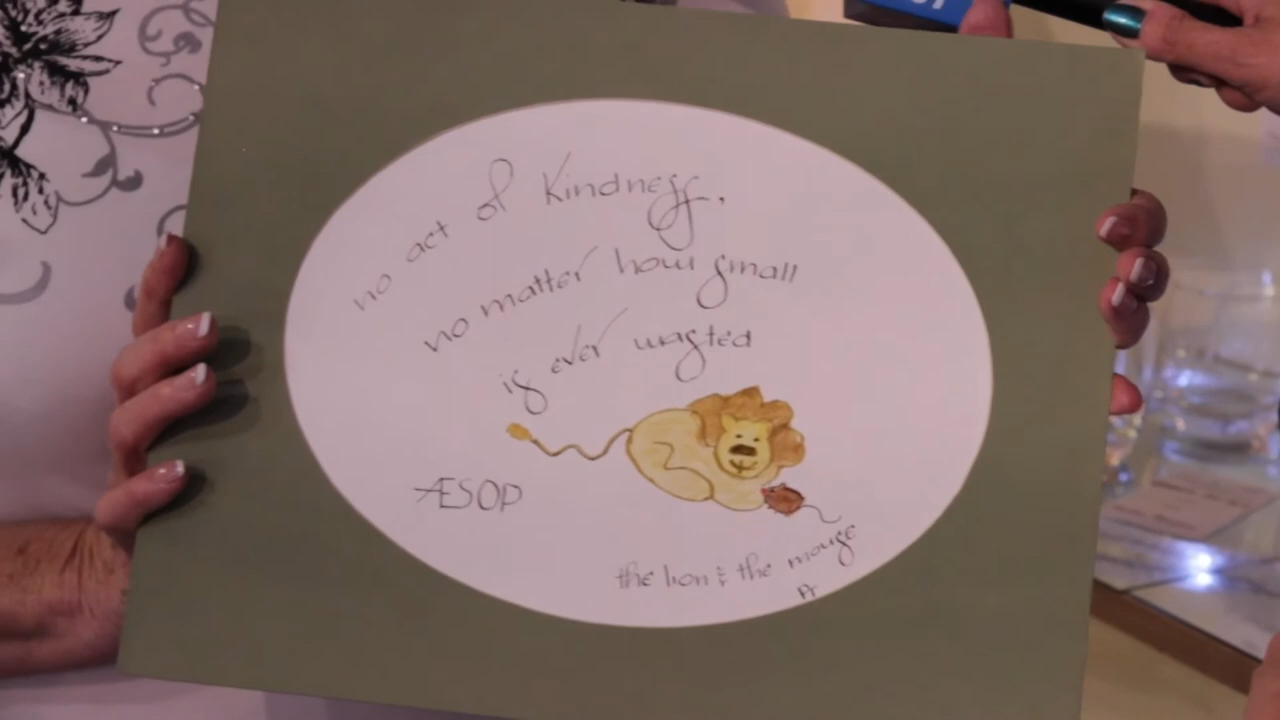 no act of Kindness,
no matter how small
is ever wasted
ÆSOP
the lion & the mouse